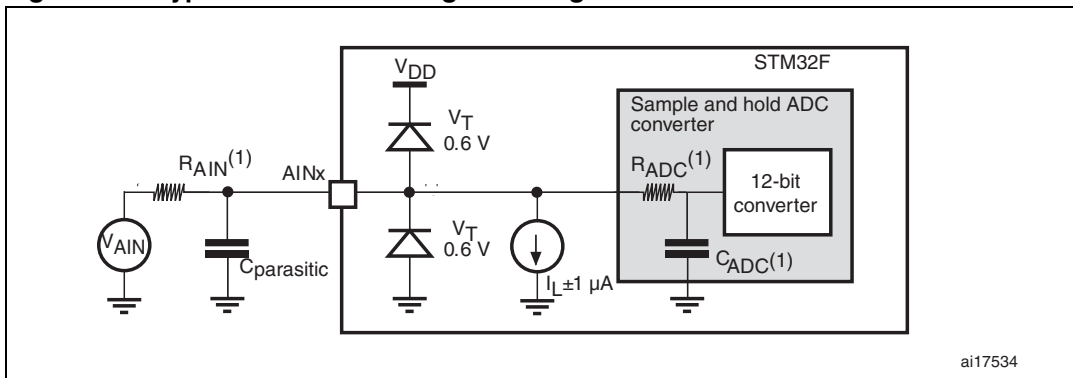 STM32F
VDD
Sample and hold ADC
converter
VT
0.6 V
RAIN(1)
AINx
RADC(1)
12-bit
converter
VT
0.6 V
VAIN
Cparasitic
IL±1 µA
CADC(1)
ai17534